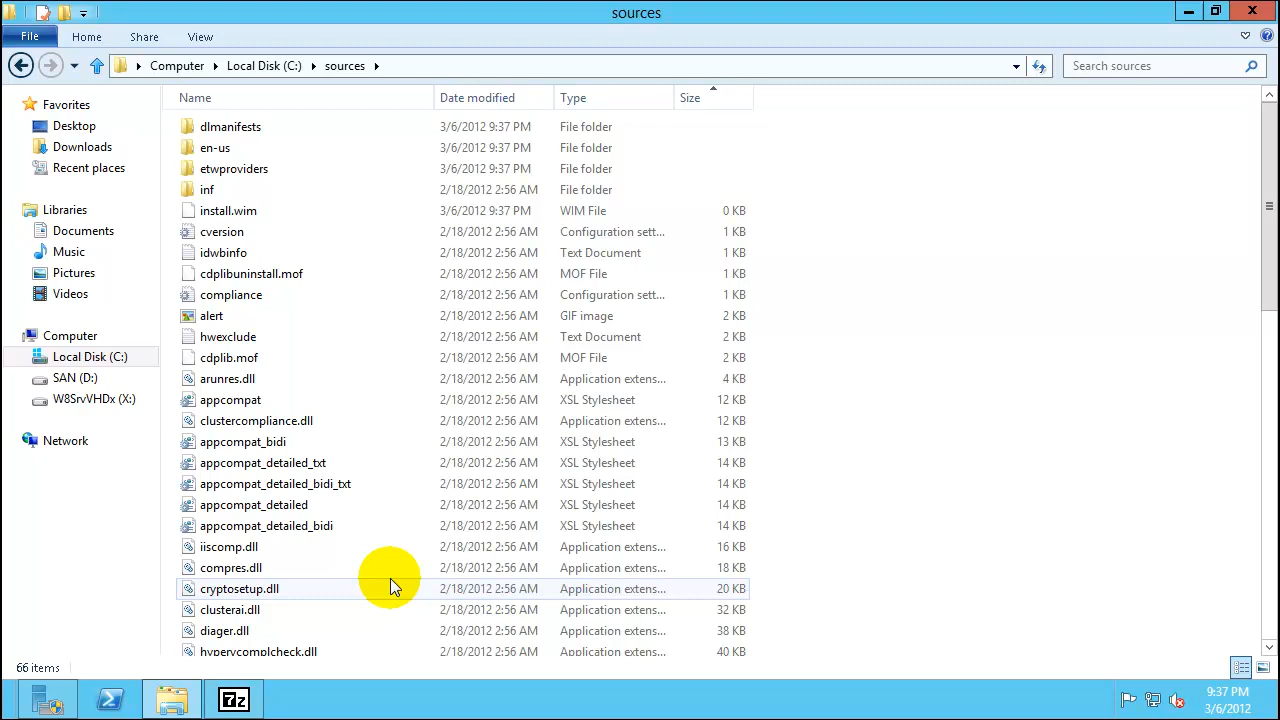 sources
File Home Share View
Computer Local Disk (C:) sources Search sources
Name Date modified Type Size
Favorites
Desktop
Downloads
Recent places
Libraries
Documents
Music
Pictures
Videos
Computer
Local Disk (C:)
SAN (D:)
W8SrvVHDx (X:)
Network
dlmanifests 3/6/2012 9:37 PM File folder
en-us 3/6/2012 9:37 PM File folder
etwproviders 3/6/2012 9:37 PM File folder
inf 2/18/2012 2:56 AM File folder
install.wim 3/6/2012 9:37 PM WIM File 0 KB
cversion 2/18/2012 2:56 AM Configuration sett... 1 KB
idwbinfo 2/18/2012 2:56 AM Text Document 1 KB
cdplibuninstall.mof 2/18/2012 2:56 AM MOF File 1 KB
compliance 2/18/2012 2:56 AM Configuration sett... 1 KB
alert 2/18/2012 2:56 AM GIF image 2 KB
hwexclude 2/18/2012 2:56 AM Text Document 2 KB
cdplib.mof 2/18/2012 2:56 AM MOF File 2 KB
arunres.dll 2/18/2012 2:56 AM Application extens... 4 KB
appcompat 2/18/2012 2:56 AM XSL Stylesheet 12 KB
clustercompliance.dll 2/18/2012 2:56 AM Application extens... 12 KB
appcompat_bidi 2/18/2012 2:56 AM XSL Stylesheet 13 KB
appcompat_detailed_txt 2/18/2012 2:56 AM XSL Stylesheet 14 KB
appcompat_detailed_bidi_txt 2/18/2012 2:56 AM XSL Stylesheet 14 KB
appcompat_detailed 2/18/2012 2:56 AM XSL Stylesheet 14 KB
appcompat_detailed_bidi 2/18/2012 2:56 AM XSL Stylesheet 14 KB
iiscomp.dll 2/18/2012 2:56 AM Application extens... 16 KB
compres.dll 2/18/2012 2:56 AM Application extens... 18 KB
cryptosetup.dll 2/18/2012 2:56 AM Application extens... 20 KB
clusterai.dll 2/18/2012 2:56 AM Application extens... 32 KB
diager.dll 2/18/2012 2:56 AM Application extens... 38 KB
hypervcomplcheck.dll 2/18/2012 2:56 AM Application extens... 40 KB
66 items
7z
9:37 PM
3/6/2012